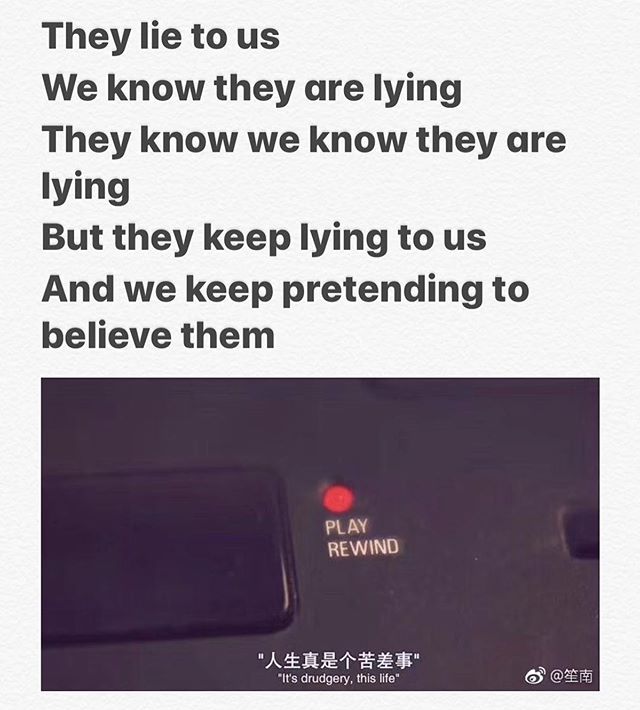 They lie to us
We know they are lying
They know we know they are
lying
But they keep lying to us
And we keep pretending to
believe them
PLAY
REWIND
"人生真是个苦差事"
"It's drudgery, this life"
@笙南